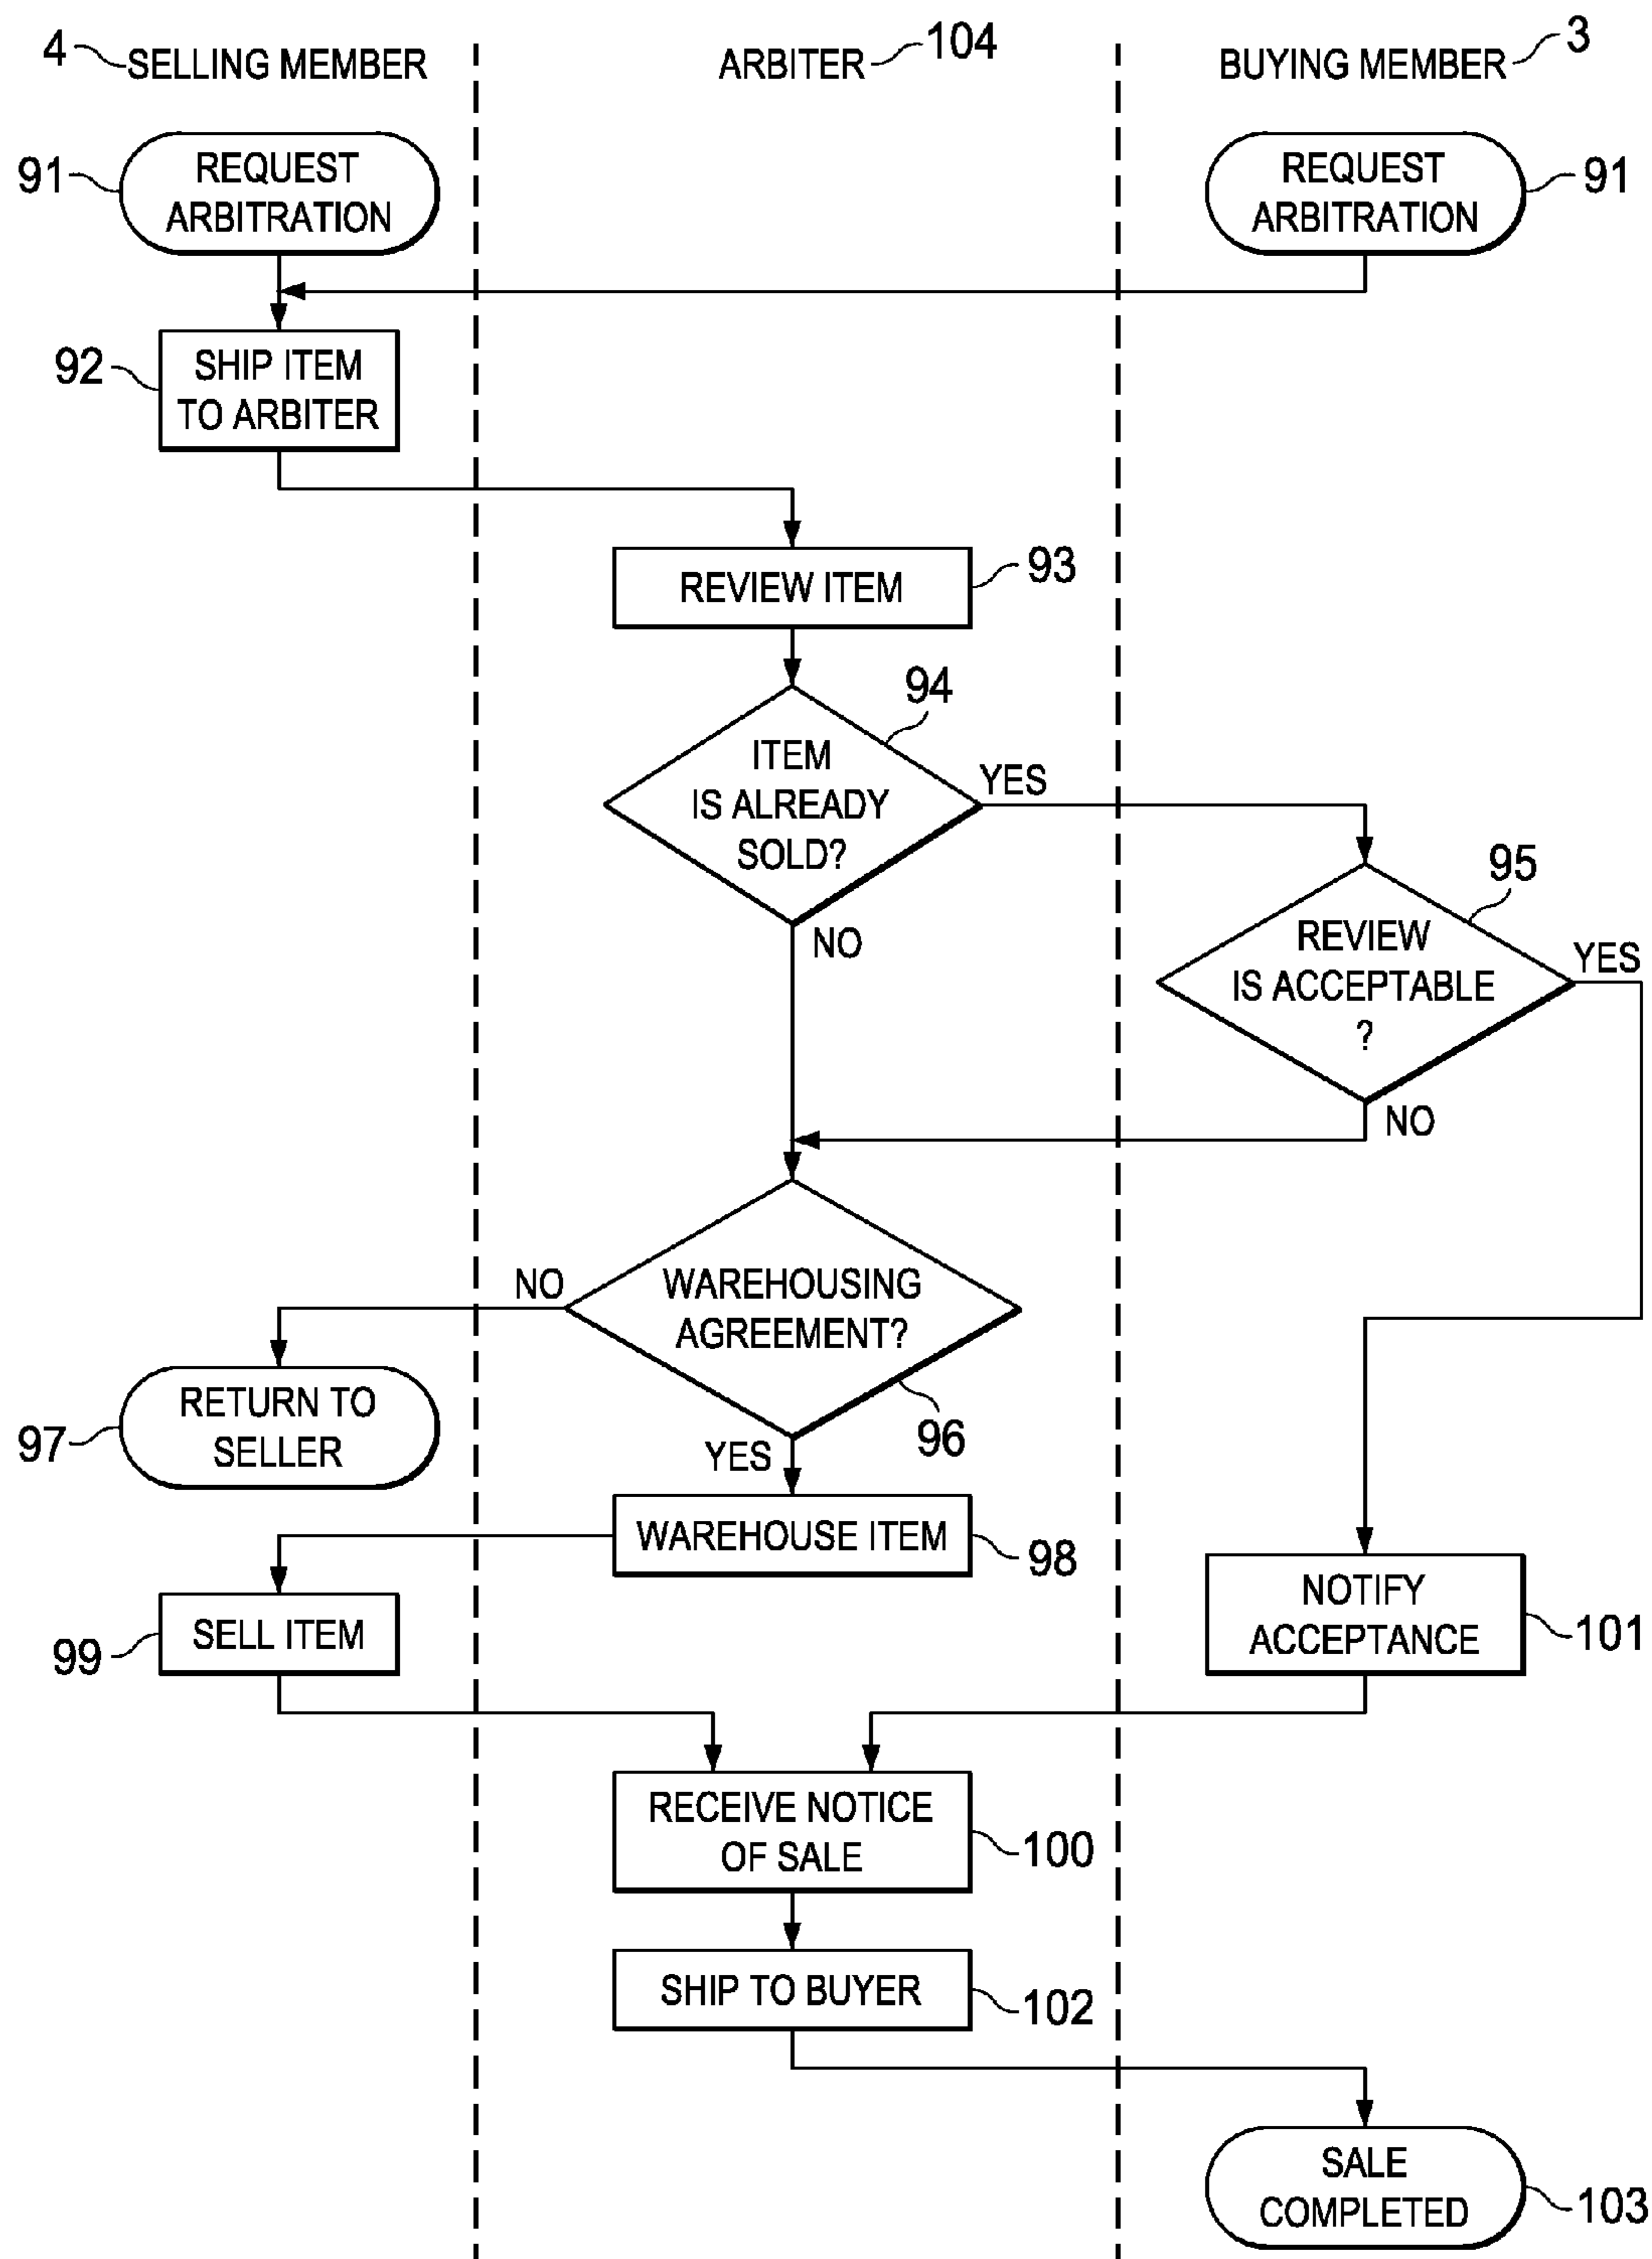 4 SELLING MEMBER
ARBITER 104
BUYING MEMBER 3
91
REQUEST
ARBITRATION
REQUEST
ARBITRATION
91
92
SHIP ITEM
TO ARBITER
REVIEW ITEM
93
94
ITEM
IS ALREADY
SOLD?
YES
NO
95
REVIEW
IS ACCEPTABLE
?
YES
NO
WAREHOUSING
AGREEMENT?
NO
96
YES
97
RETURN TO
SELLER
WAREHOUSE ITEM
98
99
SELL ITEM
NOTIFY
ACCEPTANCE
101
RECEIVE NOTICE
OF SALE
100
SHIP TO BUYER
102
SALE
COMPLETED
103